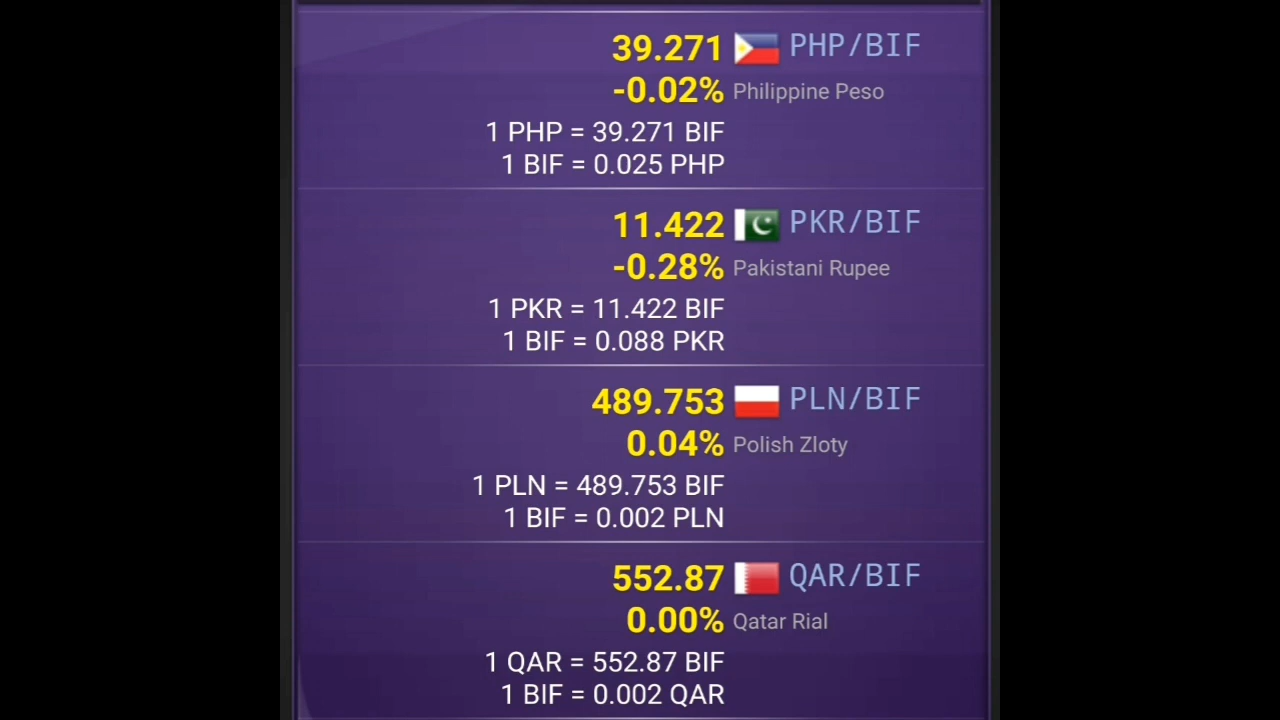 39.271 PHP/BIF
-0.02% Philippine Peso
1 PHP = 39.271 BIF
1 BIF = 0.025 PHP
11.422 PKR/BIF
-0.28% Pakistani Rupee
1 PKR = 11.422 BIF
1 BIF = 0.088 PKR
489.753 PLN/BIF
0.04% Polish Zloty
1 PLN = 489.753 BIF
1 BIF = 0.002 PLN
552.87 QAR/BIF
0.00% Qatar Rial
1 QAR = 552.87 BIF
1 BIF = 0.002 QAR